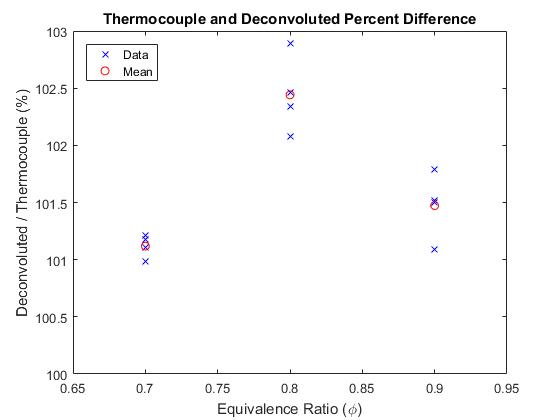 Thermocouple and Deconvoluted Percent Difference
103
102.5
102
101.5
101
100.5
100
Deconvoluted / Thermocouple (%)
Data
Mean
0.65
0.7
0.75
0.8
0.85
0.9
0.95
Equivalence Ratio (ϕ)